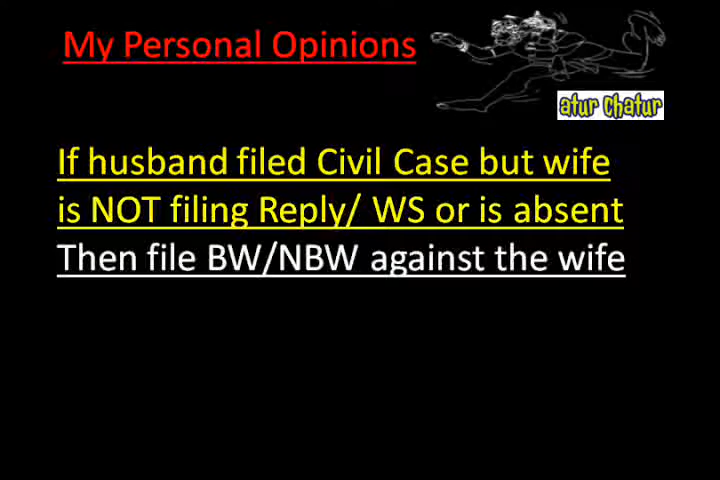 My Personal Opinions
atur chatur
If husband filed Civil Case but wife
is NOT filing Reply/ WS or is absent
Then file BW/NBW against the wife